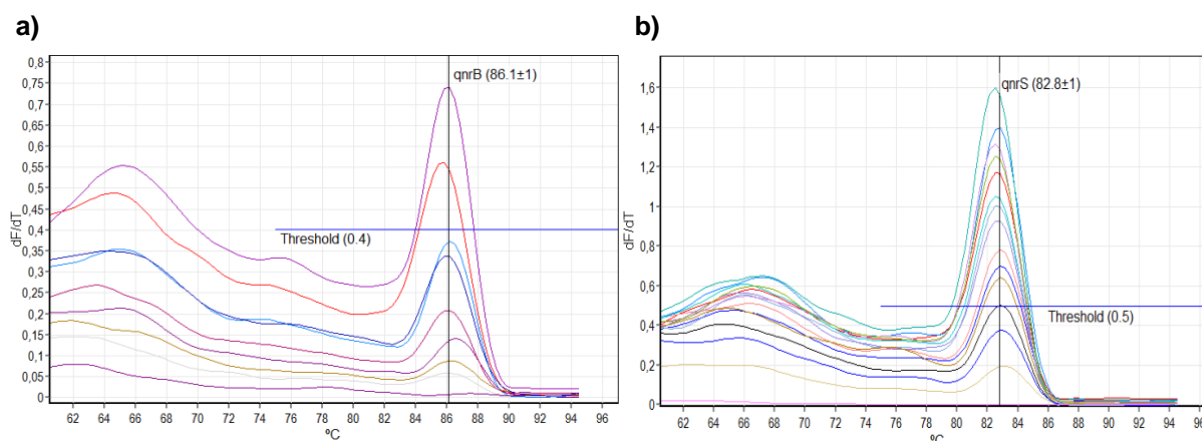 a)
0,8
0,75
0,7
0,65
0,6
0,55
0,5
0,45
0,4
0,35
0,3
0,25
0,2
0,15
0,1
0,05
0
dF/dT
qnrB (86.1±1)
Threshold (0.4)
62 64 66 68 70 72 74 76 78 80 82 84 86 88 90 92 94 96
ºC
b)
1,6
1,4
1,2
1
0,8
0,6
0,4
0,2
0
dF/dT
qnrS (82.8±1)
Threshold (0.5)
62 64 66 68 70 72 74 76 78 80 82 84 86 88 90 92 94 96
ºC